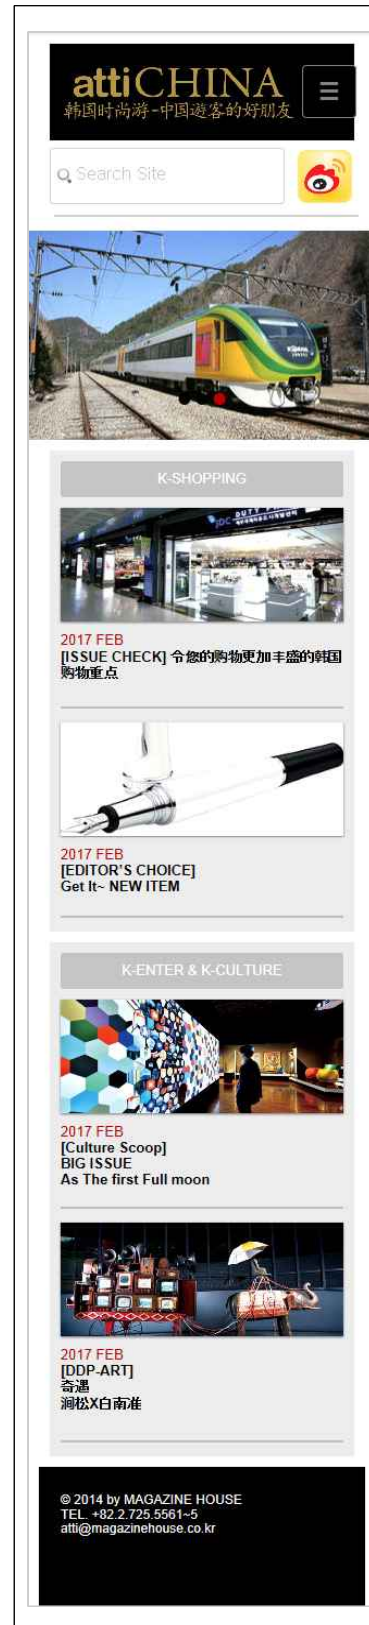 attiCHINA
韩国时尚游-中国遊客的好朋友
Search Site
K-SHOPPING
DUTY
JDC
2017 FEB
[ISSUE CHECK] 令您的购物更加丰盛的韩国
购物重点
2017 FEB
[EDITOR'S CHOICE]
Get It~ NEW ITEM
K-ENTER & K-CULTURE
2017 FEB
[Culture Scoop]
BIG ISSUE
As The first Full moon
2017 FEB
[DDP-ART]
奇遇
涧松X白南准
© 2014 by MAGAZINE HOUSE
TEL. +82.2.725.5561~5
atti@magazinehouse.co.kr